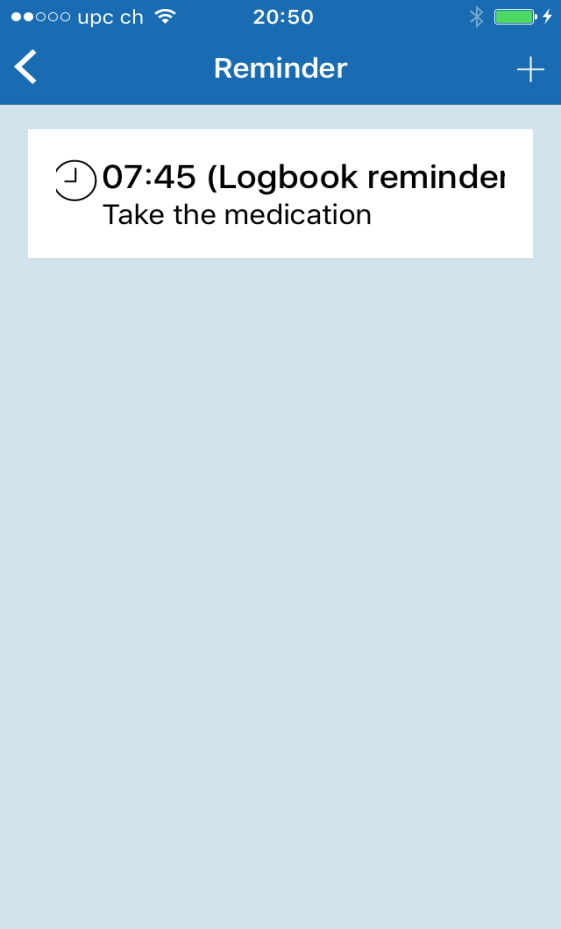 upc ch 20:50
Reminder
07:45 (Logbook reminder
Take the medication